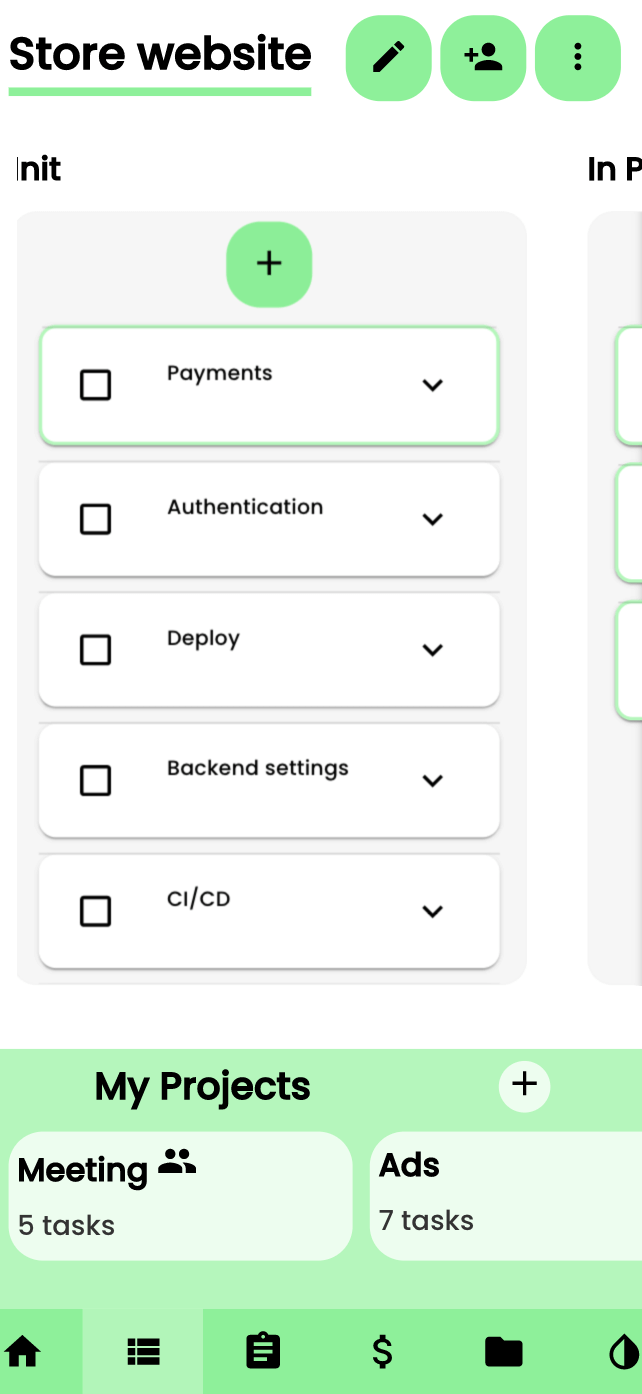 Store website
Init
In P
Payments
Authentication
Deploy
Backend settings
CI/CD
My Projects
Meeting
5 tasks
Ads
7 tasks